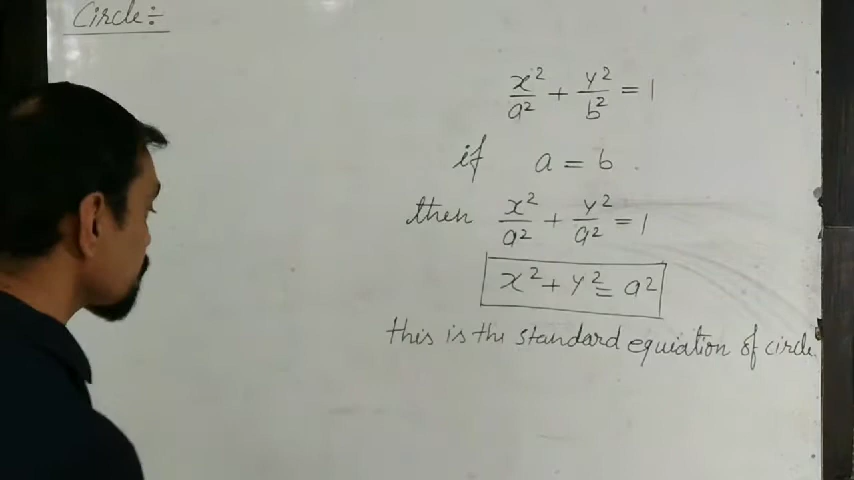 Circle:-
x²/a² + y²/b² = 1
if a = b .
then x²/a² + y²/a² = 1
x² + y² = a²
this is the standard equiation of circle